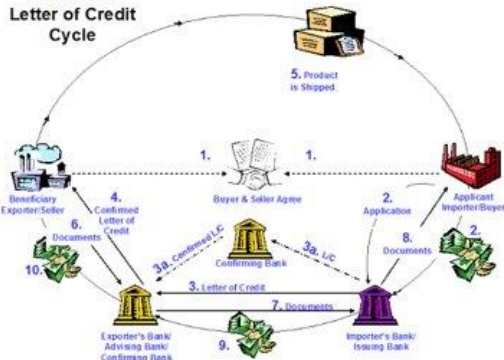 Letter of Credit
Cycle
5. Product
is Shipped.
1.
1.
Beneficiary
Exporter/Seller
4.
Confirmed
Letter of
Credit
Buyer & Seller Agree
2.
Application
Applicant
Importer/Buyer
6.
Documents
8.
Documents
2.
10.
3a. Confirmed L/C
3a. L/C
Confirming Bank
3. Letter of Credit
7. Documents
Exporter's Bank/
Advising Bank/
Confirming Bank
9.
Importer's Bank/
Issuing Bank